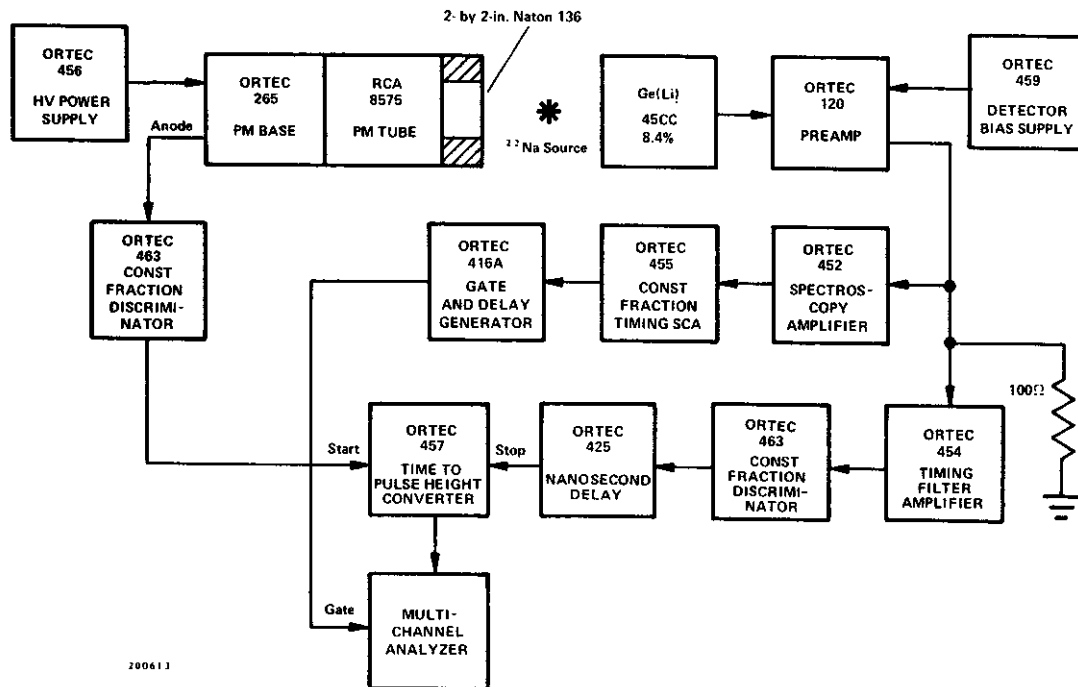 2- by 2-in. Naton 136
ORTEC
456
HV POWER
SUPPLY
Anode
ORTEC
265
PM BASE
RCA
8575
PM TUBE
22Na Source
Ge(Li)
45CC
8.4%
ORTEC
120
PREAMP
ORTEC
459
DETECTOR
BIAS SUPPLY
ORTEC
463
CONST
FRACTION
DISCRIMI-
NATOR
ORTEC
416A
GATE
AND DELAY
GENERATOR
ORTEC
455
CONST
FRACTION
TIMING SCA
ORTEC
452
SPECTROS-
COPY
AMPLIFIER
100Ω
Start
ORTEC
457
TIME TO
PULSE HEIGHT
CONVERTER
Stop
ORTEC
425
NANOSECOND
DELAY
ORTEC
463
CONST
FRACTION
DISCRIMI-
NATOR
ORTEC
454
TIMING
FILTER
AMPLIFIER
Gate
MULTI-
CHANNEL
ANALYZER